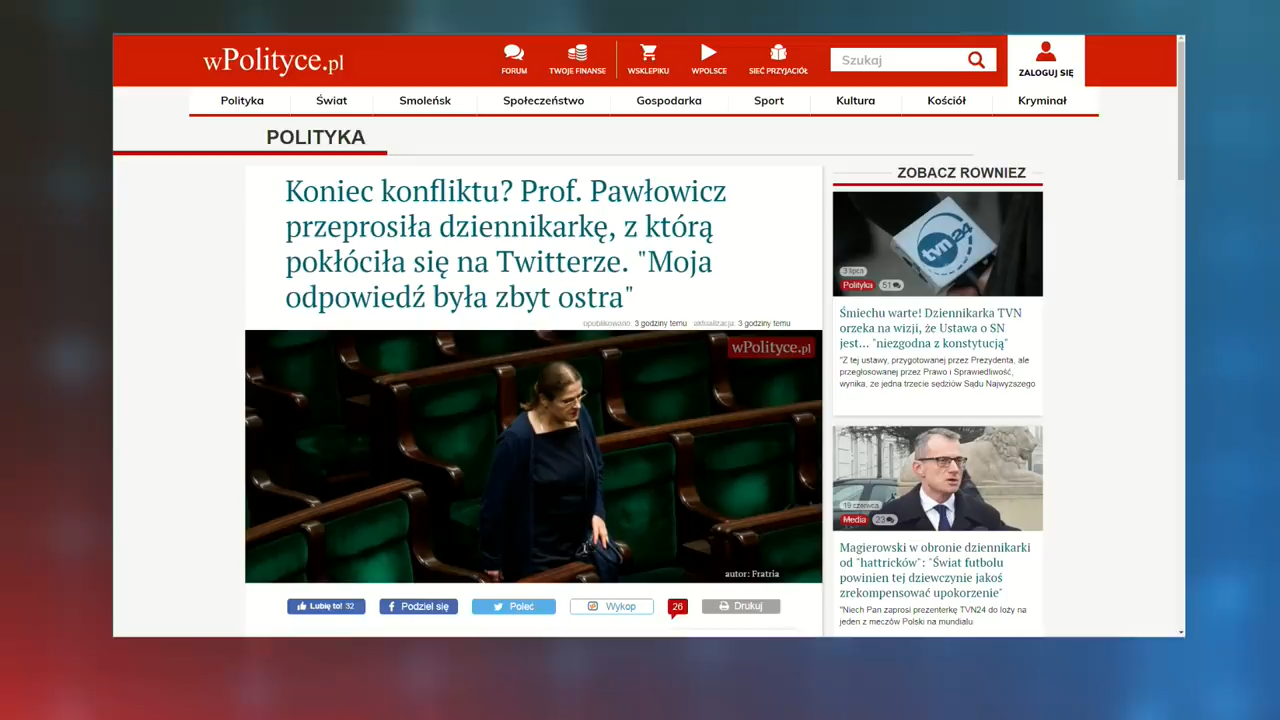 wPolityce.pl
FORUM
TWOJE FINANSE
WSKLEPIKU
WPOLSCE
SIEĆ PRZYJACIÓŁ
Szukaj
ZALOGUJ SIĘ
Polityka
Świat
Smoleńsk
Społeczeństwo
Gospodarka
Sport
Kultura
Kościół
Kryminał
POLITYKA
Koniec konfliktu? Prof. Pawłowicz
przeprosiła dziennikarkę, z którą
pokłóciła się na Twitterze. "Moja
odpowiedź była zbyt ostra"
opublikowano: 3 godziny temu aktualizacja: 3 godziny temu
wPolityce.pl
autor: Fratria
Lubię to! 32
Podziel się
Poleć
Wykop
26
Drukuj
ZOBACZ ROWNIEZ
tvn24
3 lipca
Polityka 51
Śmiechu warte! Dziennikarka TVN
orzeka na wizji, że Ustawa o SN
jest... "niezgodna z konstytucją"
"Z tej ustawy, przygotowanej przez Prezydenta, ale
przegłosowanej przez Prawo i Sprawiedliwość,
wynika, ze jedna trzecie sędziów Sądu Najwyższego
19 czerwca
Media 23
Magierowski w obronie dziennikarki
od "hattricków": "Świat futbolu
powinien tej dziewczynie jakoś
zrekompensować upokorzenie"
"Niech Pan zaprosi prezenterkę TVN24 do loży na
jeden z meczów Polski na mundialu